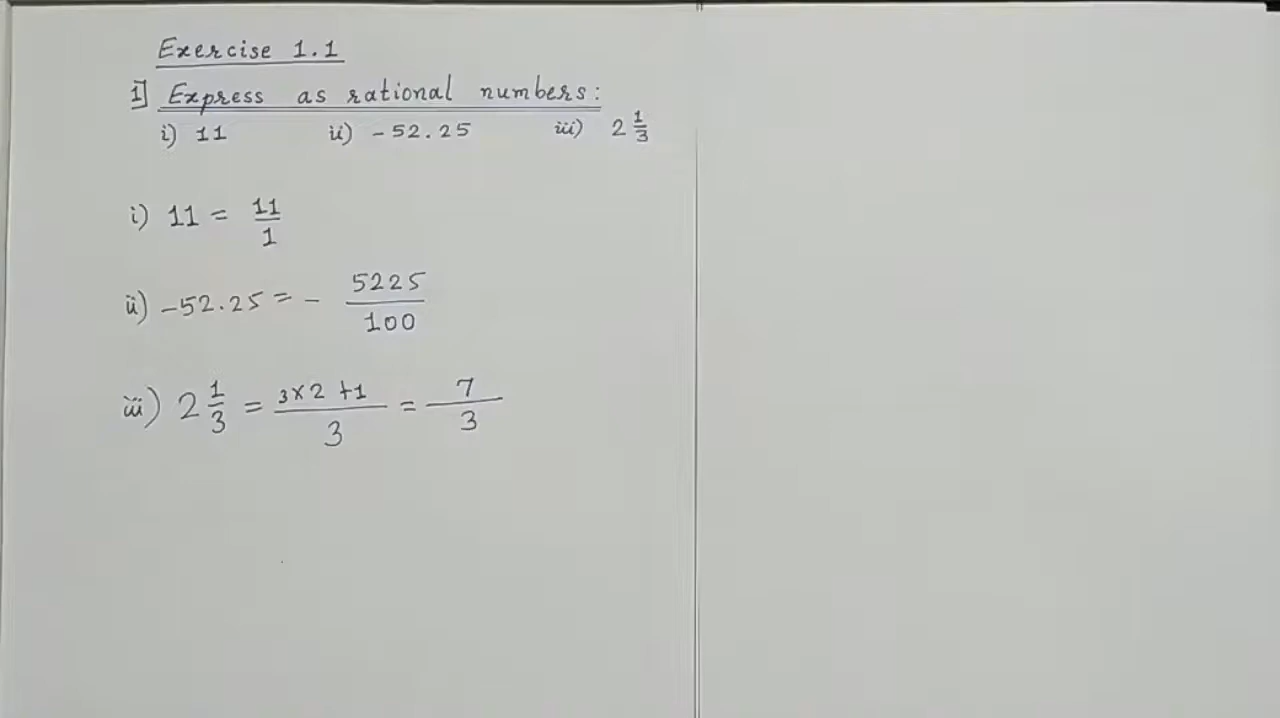 Exercise 1.1
1] Express as rational numbers:
i) 11 ii) -52.25 iii) 2 1/3
i) 11 = 11/1
ii) -52.25 = - 5225/100
iii) 2 1/3 = 3×2 +1/3 = 7/3